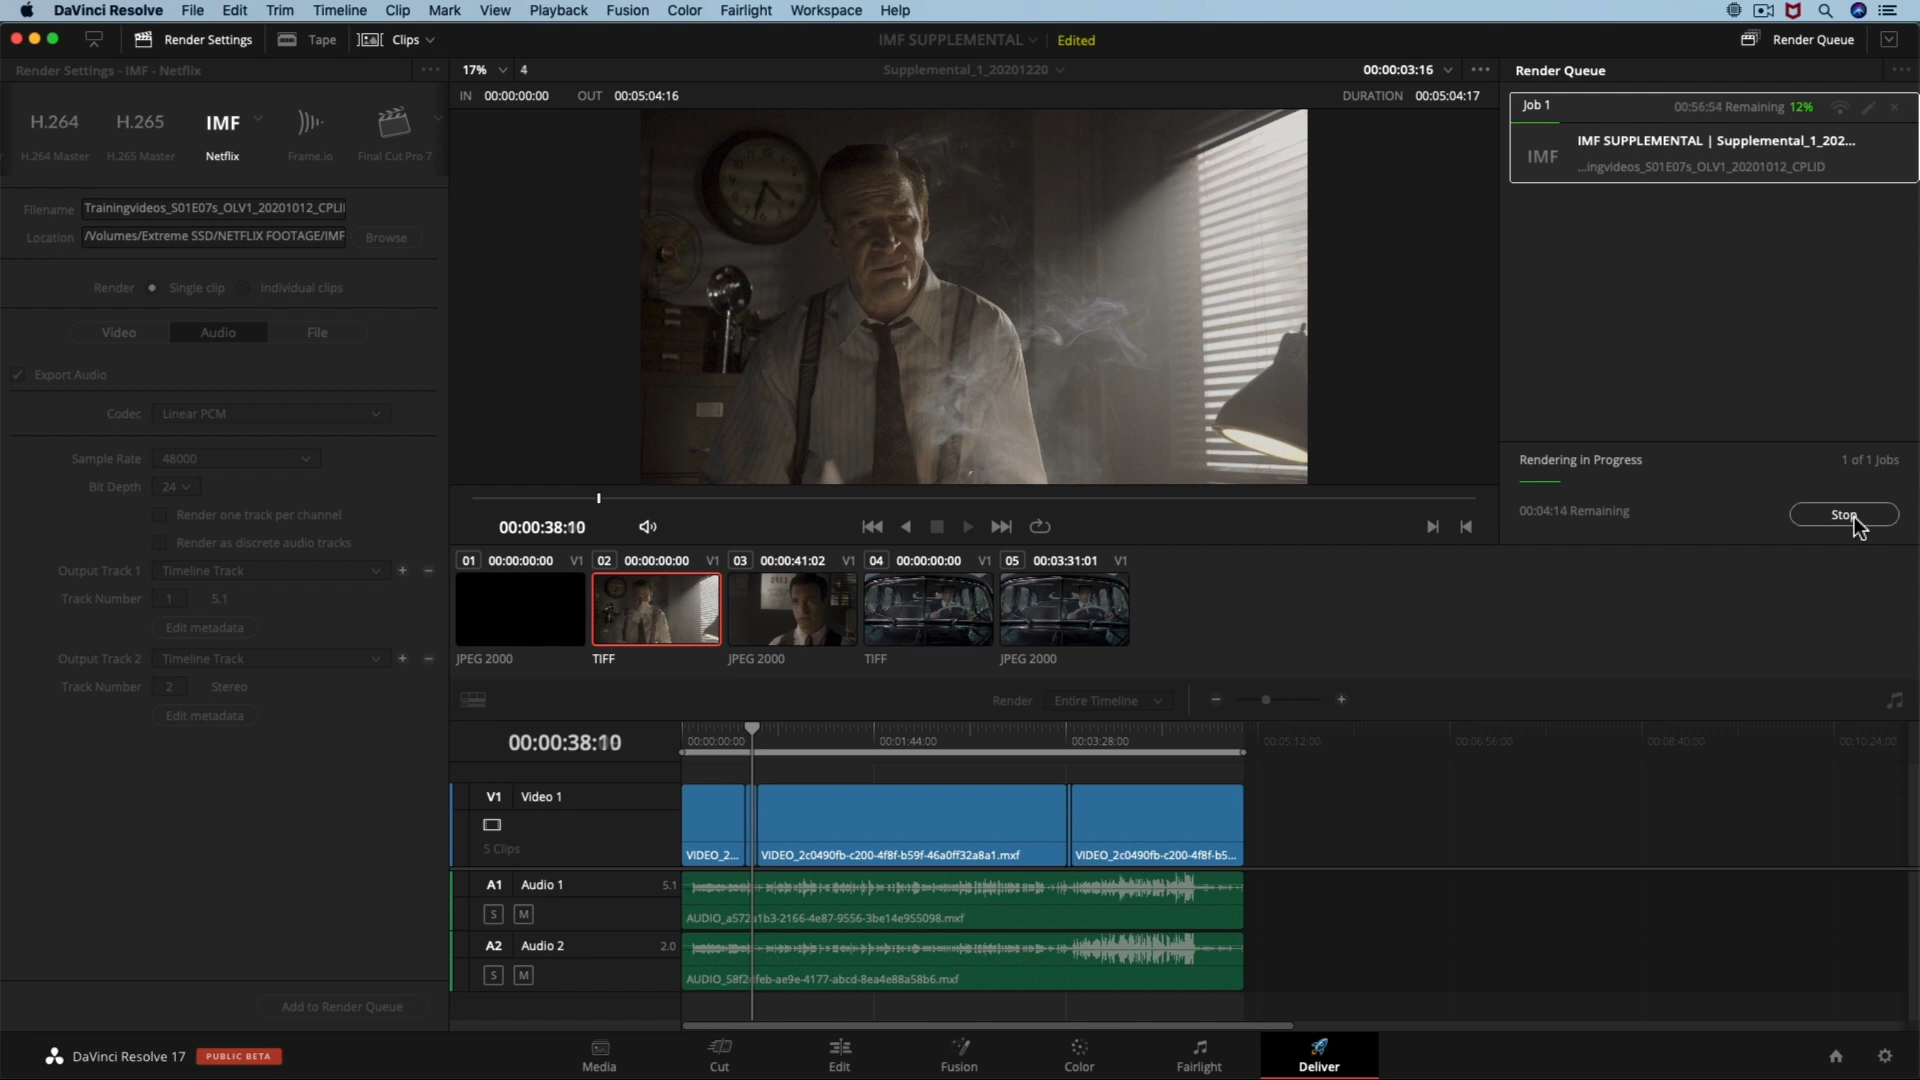 DaVinci Resolve File Edit Trim Timeline Clip Mark View Playback Fusion Color Fairlight Workspace Help
Render Settings Tape Clips IMF SUPPLEMENTAL Edited Render Queue
Render Settings - IMF - Netflix
17% 4 Supplemental_1_20201220 00:00:03:16
Render Queue
IN 00:00:00:00 OUT 00:05:04:16 DURATION 00:05:04:17
Job 1 00:56:54 Remaining 12%
IMF
IMF SUPPLEMENTAL | Supplemental_1_202...
...ingvideos_S01E07s_OLV1_20201012_CPLID
H.264 H.265 IMF
H.264 Master H.265 Master Netflix Frame.io Final Cut Pro 7
Filename Trainingvideos_S01E07s_OLV1_20201012_CPLI
Location /Volumes/Extreme SSD/NETFLIX FOOTAGE/IMF Browse
Render Single clip Individual clips
Video Audio File
Export Audio
Codec Linear PCM
Sample Rate 48000
Bit Depth 24
Render one track per channel
Render as discrete audio tracks
Output Track 1 Timeline Track
Track Number 1 5.1
Edit metadata
Output Track 2 Timeline Track
Track Number 2 Stereo
Edit metadata
Add to Render Queue
Rendering in Progress 1 of 1 Jobs
00:04:14 Remaining Stop
00:00:38:10
01 00:00:00:00 V1 02 00:00:00:00 V1 03 00:00:41:02 V1 04 00:00:00:00 V1 05 00:03:31:01 V1
JPEG 2000 TIFF JPEG 2000 TIFF JPEG 2000
Render Entire Timeline
00:00:38:10
00:00:00:00 00:01:44:00 00:03:28:00 00:05:12:00 00:06:56:00 00:08:40:00 00:10:24:00
V1 Video 1
5 Clips
VIDEO_2... VIDEO_2c0490fb-c200-4f8f-b59f-46a0ff32a8a1.mxf VIDEO_2c0490fb-c200-4f8f-b5...
A1 Audio 1 5.1
S M
AUDIO_a572a1b3-2166-4e87-9556-3be14e955098.mxf
A2 Audio 2 2.0
S M
DaVinci Resolve 17 PUBLIC BETA
Media Cut Edit Fusion Color Fairlight Deliver